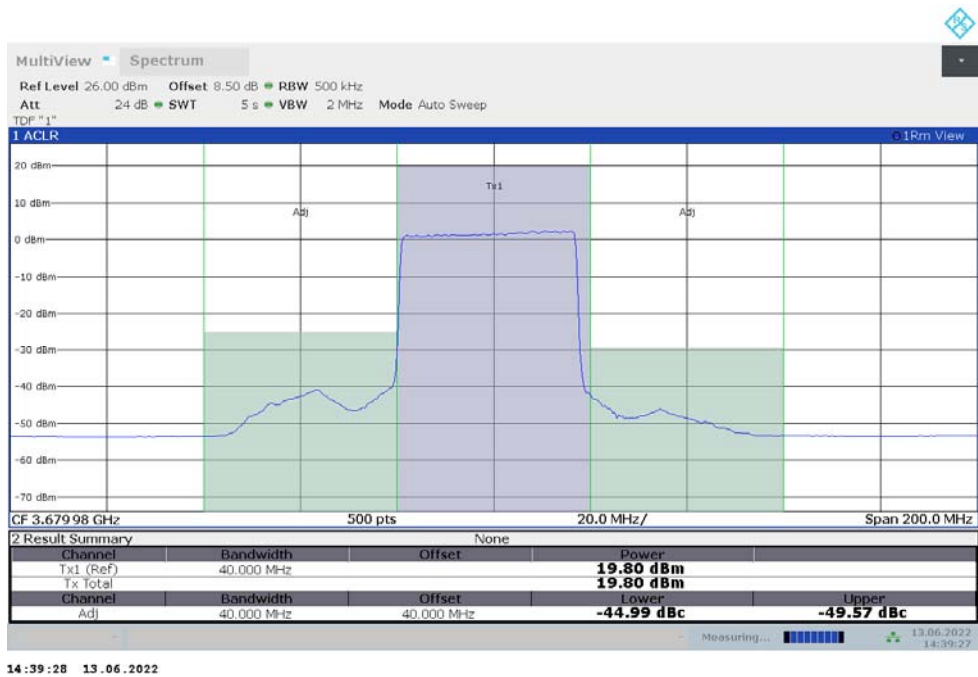 MultiView Spectrum
Ref Level 26.00 dBm Offset 8.50 dB RBW 500 kHz
Att 24 dB SWT 5 s VBW 2 MHz Mode Auto Sweep
TDF "1"
1 ACLR 1Rm View
20 dBm
Tx1
10 dBm
Adj Adj
0 dBm
-10 dBm
-20 dBm
-30 dBm
-40 dBm
-50 dBm
-60 dBm
-70 dBm
CF 3.67998 GHz 500 pts 20.0 MHz/ Span 200.0 MHz
2 Result Summary None
Channel Bandwidth Offset Power
Tx1 (Ref) 40.000 MHz 19.80 dBm
Tx Total 19.80 dBm
Channel Bandwidth Offset Lower Upper
Adj 40.000 MHz 40.000 MHz -44.99 dBc -49.57 dBc
Measuring... 13.06.2022
14:39:27
14:39:28 13.06.2022